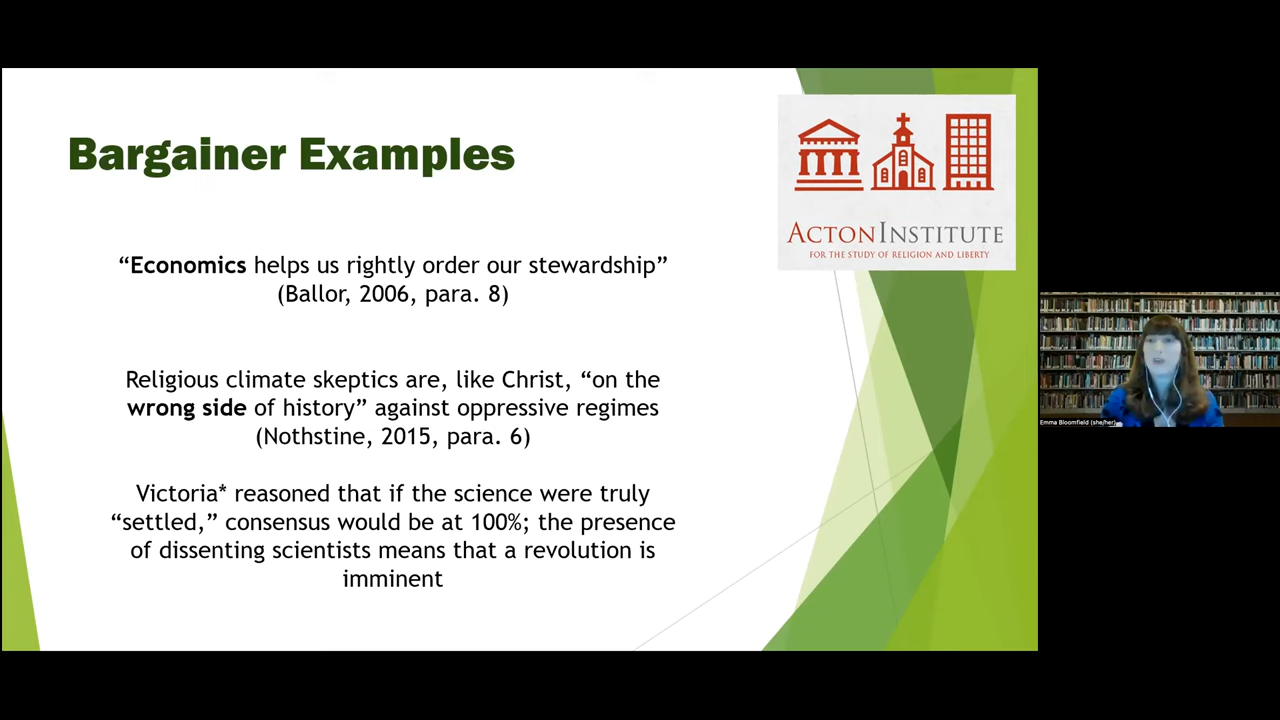 Bargainer Examples
“Economics helps us rightly order our stewardship”
(Ballor, 2006, para. 8)
Religious climate skeptics are, like Christ, “on the
wrong side of history” against oppressive regimes
(Nothstine, 2015, para. 6)
Victoria* reasoned that if the science were truly
“settled,” consensus would be at 100%; the presence
of dissenting scientists means that a revolution is
imminent
ACTONINSTITUTE
FOR THE STUDY OF RELIGION AND LIBERTY
Emma Bloomfield (she/her)